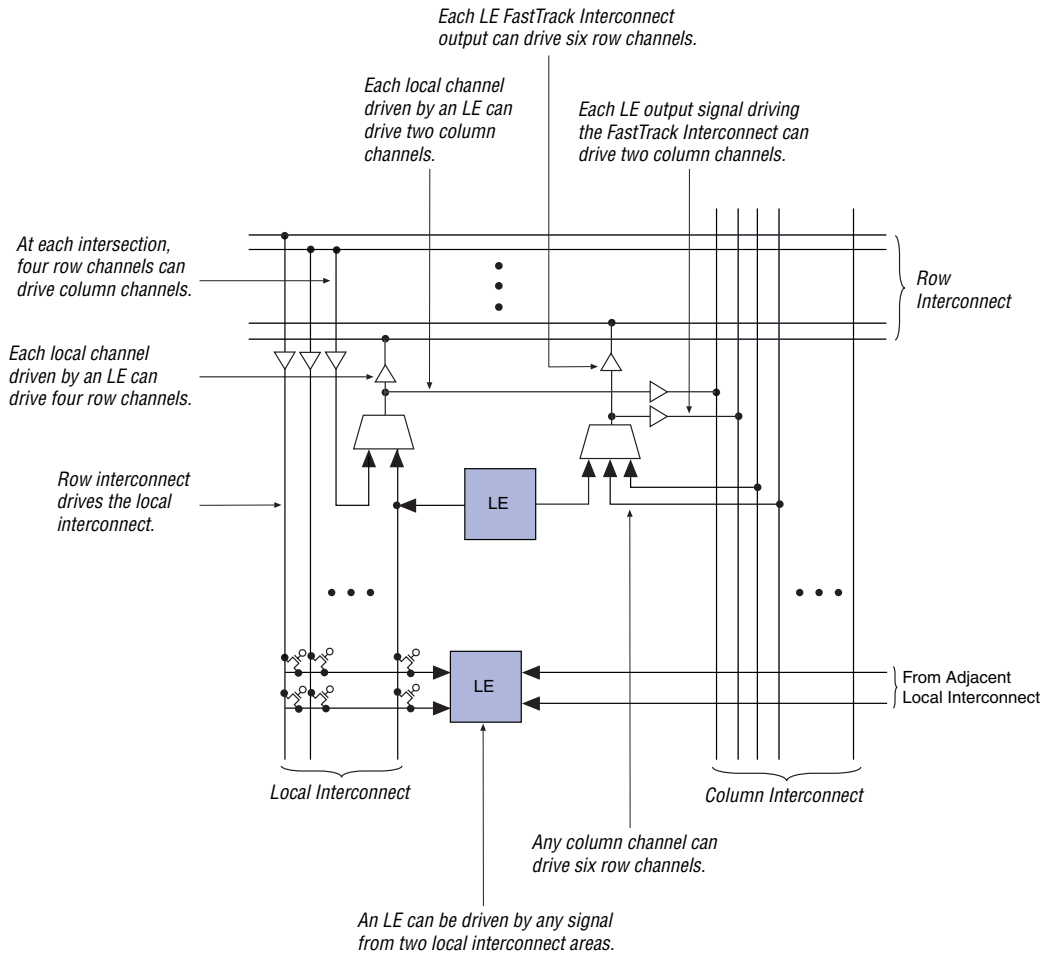 Each LE FastTrack Interconnect
output can drive six row channels.
Each local channel
driven by an LE can
drive two column
channels.
Each LE output signal driving
the FastTrack Interconnect can
drive two column channels.
At each intersection,
four row channels can
drive column channels.
Row
Interconnect
Each local channel
driven by an LE can
drive four row channels.
Row interconnect
drives the local
interconnect.
LE
LE
From Adjacent
Local Interconnect
Local Interconnect
Column Interconnect
Any column channel can
drive six row channels.
An LE can be driven by any signal
from two local interconnect areas.